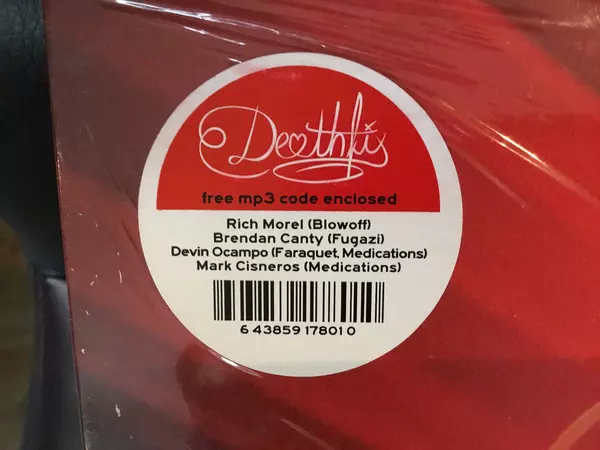 Deathfix
free mp3 code enclosed
Rich Morel (Blowoff)
Brendan Canty (Fugazi)
Devin Ocampo (Faraquet, Medications)
Mark Cisneros (Medications)
6 43859 17801 0